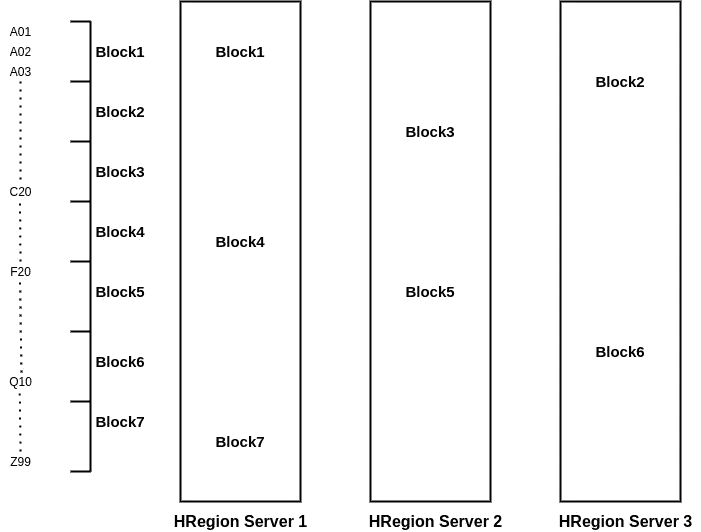 A01
A02
A03
C20
F20
Q10
Z99
Block1
Block2
Block3
Block4
Block5
Block6
Block7
Block1
Block4
Block7
HRegion Server 1
Block3
Block5
HRegion Server 2
Block2
Block6
HRegion Server 3